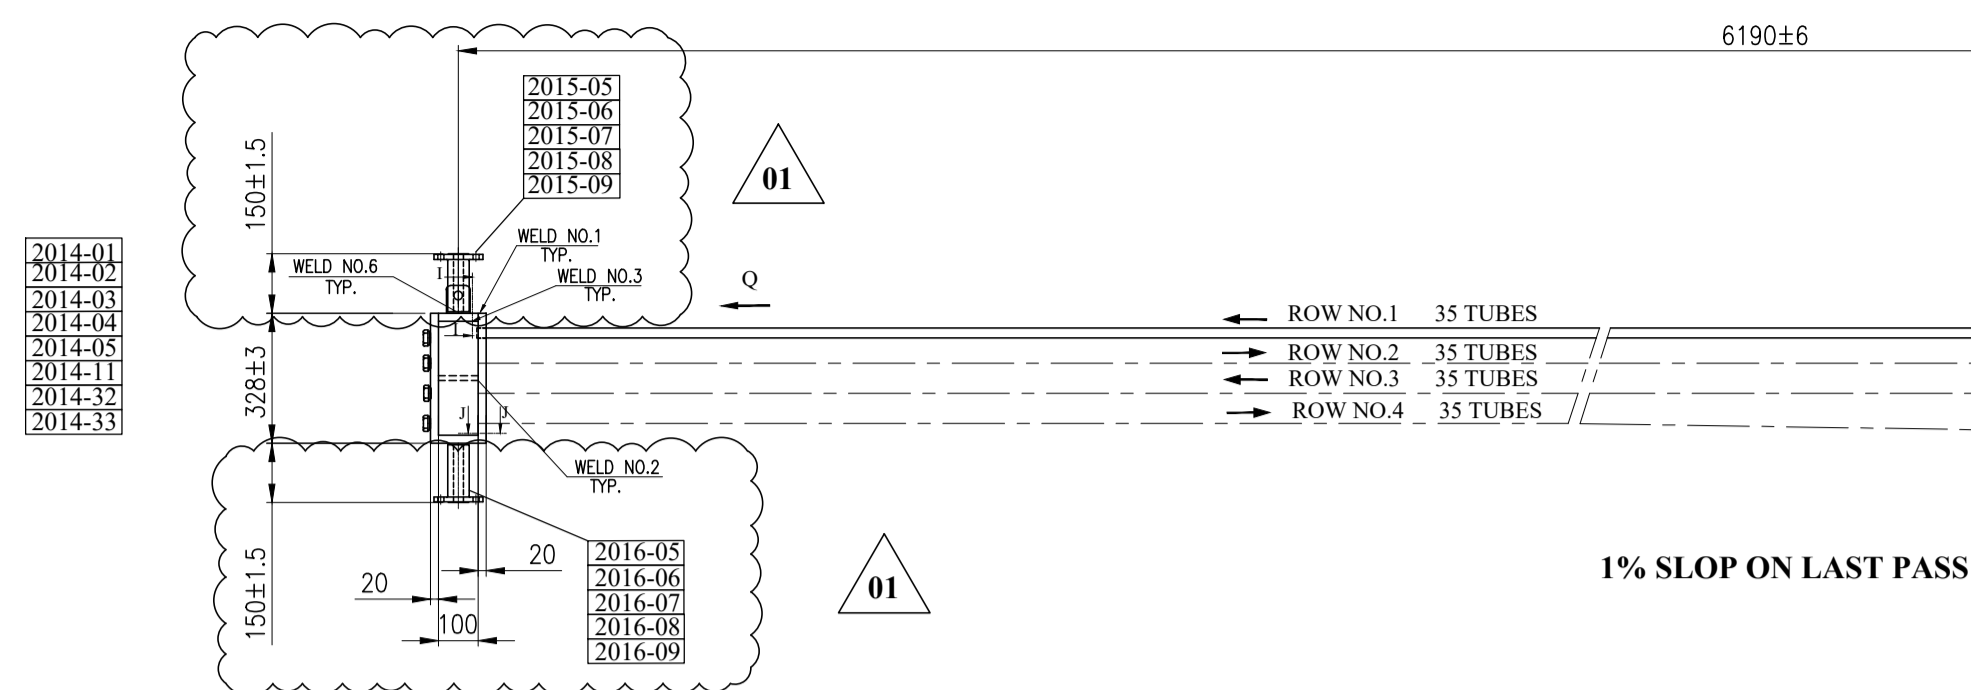 6190±6
2015-05
2015-06
2015-07
2015-08
2015-09
01
150±1.5
2014-01
2014-02
2014-03
2014-04
2014-05
2014-11
2014-32
2014-33
WELD NO.1
TYP.
WELD NO.6
TYP.
I
WELD NO.3
TYP.
I
Q
ROW NO.1 35 TUBES
ROW NO.2 35 TUBES
ROW NO.3 35 TUBES
ROW NO.4 35 TUBES
328±3
J
J
WELD NO.2
TYP.
2016-05
2016-06
2016-07
2016-08
2016-09
20
20
100
150±1.5
01
1% SLOP ON LAST PASS